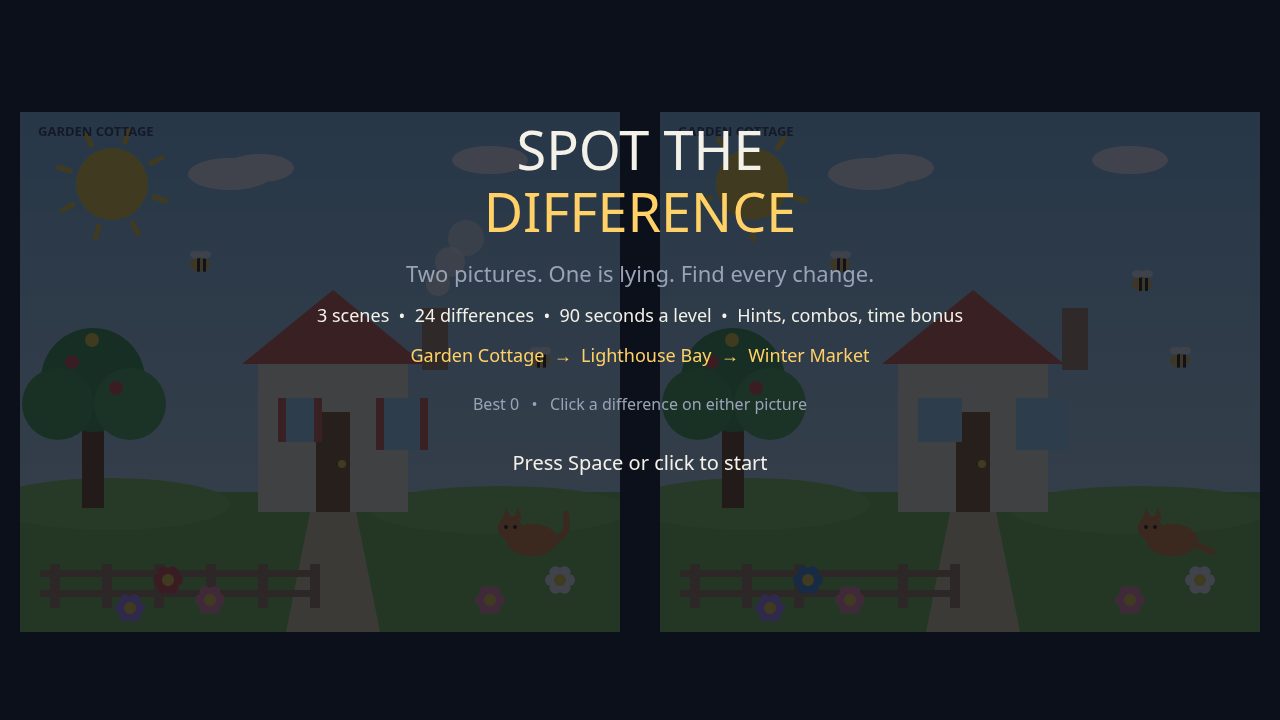 GARDEN COTTAGE
GARDEN COTTAGE
SPOT THE
DIFFERENCE
Two pictures. One is lying. Find every change.
3 scenes • 24 differences • 90 seconds a level • Hints, combos, time bonus
Garden Cottage → Lighthouse Bay → Winter Market
Best 0 • Click a difference on either picture
Press Space or click to start